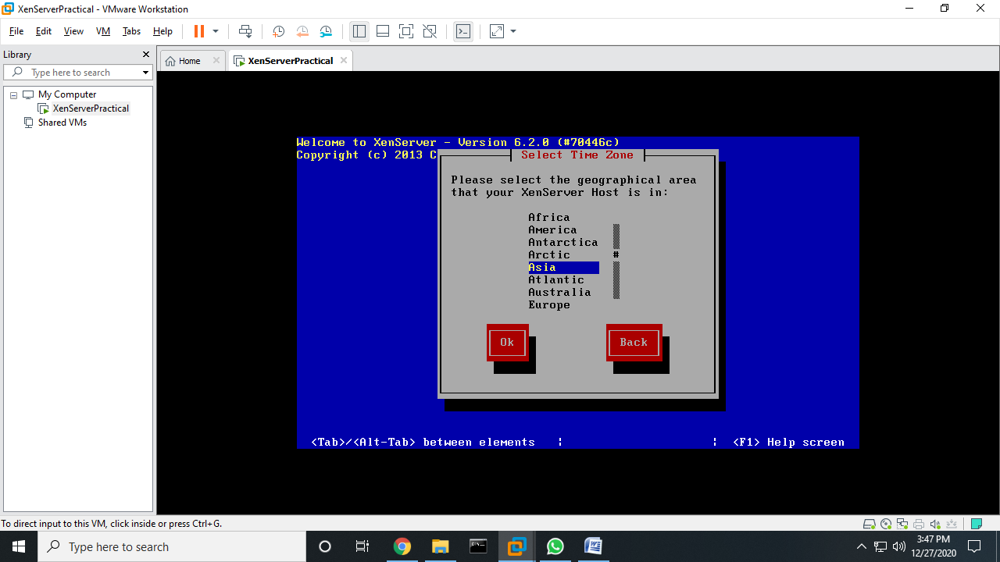 XenServerPractical - VMware Workstation
File Edit View VM Tabs Help
Library
Type here to search
My Computer
XenServerPractical
Shared VMs
Home
XenServerPractical
Welcome to XenServer - Version 6.2.0 (#70446c)
Copyright (c) 2013 C
Select Time Zone
Please select the geographical area
that your XenServer Host is in:
Africa
America
Antarctica
Arctic #
Asia
Atlantic
Australia
Europe
Ok Back
<Tab>/<Alt-Tab> between elements ¦ ¦ <F1> Help screen
To direct input to this VM, click inside or press Ctrl+G.
Type here to search
3:47 PM
12/27/2020